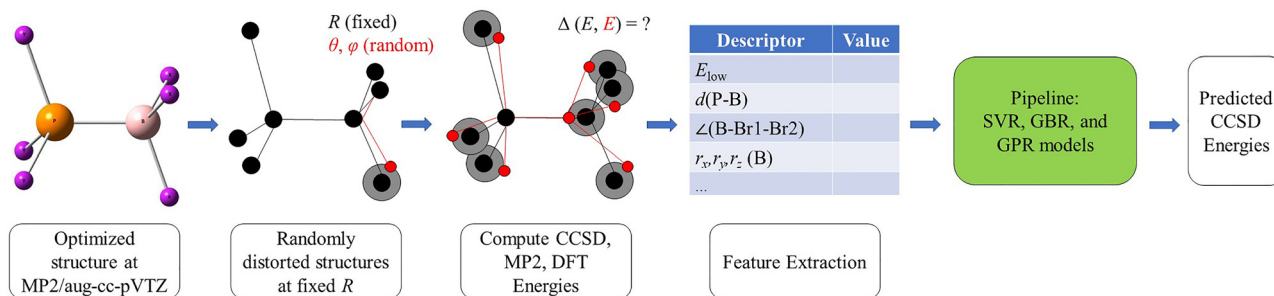 R (fixed)
θ, φ (random)
Δ (E, E) = ?
Descriptor Value
E_low
d(P-B)
∠(B-Br1-Br2)
r_x,r_y,r_z (B)
...
P
B
Pipeline:
SVR, GBR, and
GPR models
Predicted
CCSD
Energies
Optimized
structure at
MP2/aug-cc-pVTZ
Randomly
distorted structures
at fixed R
Compute CCSD,
MP2, DFT
Energies
Feature Extraction